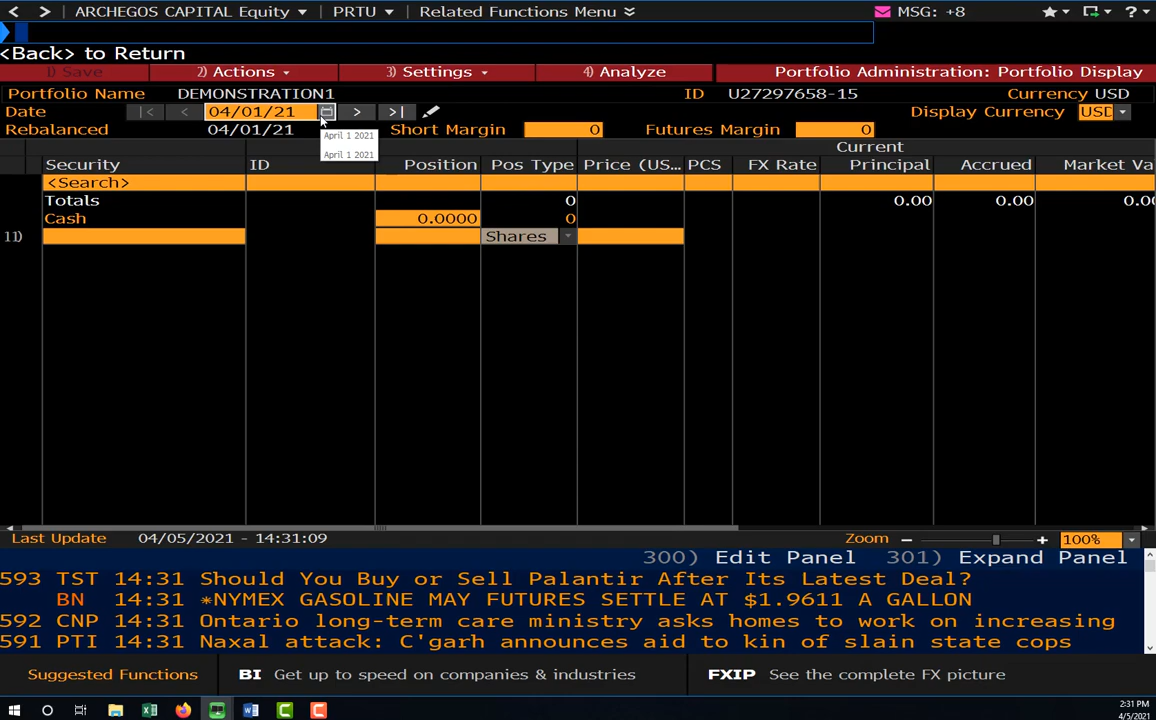 < > ARCHEGOS CAPITAL Equity PRTU Related Functions Menu MSG: +8 ?
<Back> to Return
1) Save 2) Actions 3) Settings 4) Analyze Portfolio Administration: Portfolio Display
Portfolio Name DEMONSTRATION1 ID U27297658-15 Currency USD
Date |< < 04/01/21 > >| Display Currency USD
Rebalanced 04/01/21 Short Margin 0 Futures Margin 0
April 1 2021
April 1 2021
Current
Security ID Position Pos Type Price (US... PCS FX Rate Principal Accrued Market Va
<Search>
Totals 0 0.00 0.00 0.00
Cash 0.0000 0
11) Shares
Last Update 04/05/2021 - 14:31:09 Zoom − + 100%
300) Edit Panel 301) Expand Panel
593 TST 14:31 Should You Buy or Sell Palantir After Its Latest Deal?
BN 14:31 *NYMEX GASOLINE MAY FUTURES SETTLE AT $1.9611 A GALLON
592 CNP 14:31 Ontario long-term care ministry asks homes to work on increasing
591 PTI 14:31 Naxal attack: C'garh announces aid to kin of slain state cops
Suggested Functions BI Get up to speed on companies & industries FXIP See the complete FX picture
2:31 PM
4/5/2021